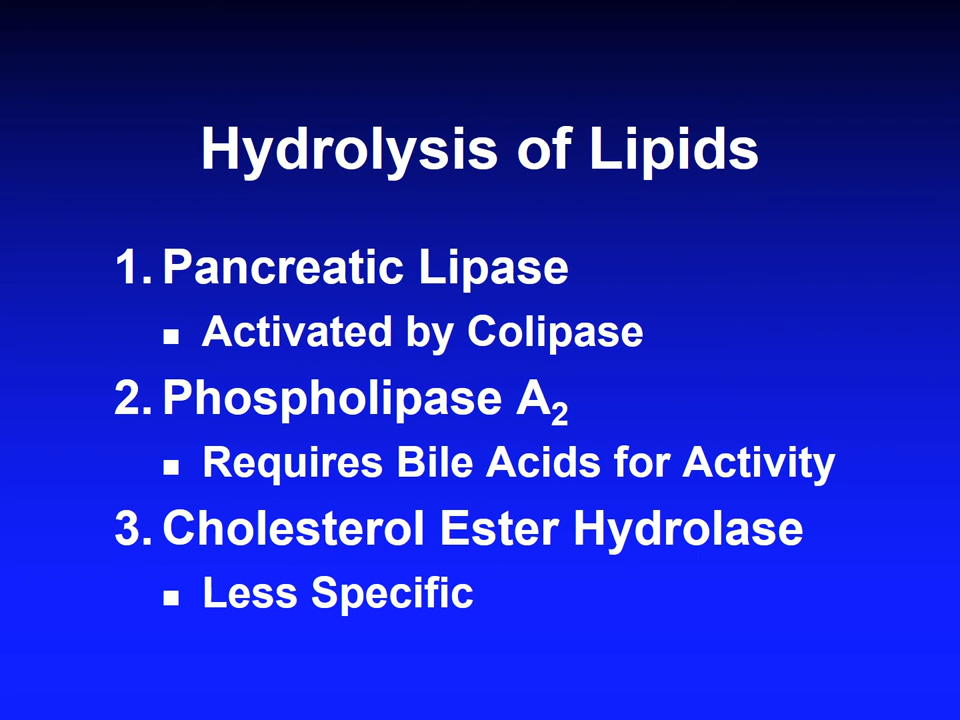 Hydrolysis of Lipids
1. Pancreatic Lipase
▪ Activated by Colipase
2. Phospholipase A₂
▪ Requires Bile Acids for Activity
3. Cholesterol Ester Hydrolase
▪ Less Specific